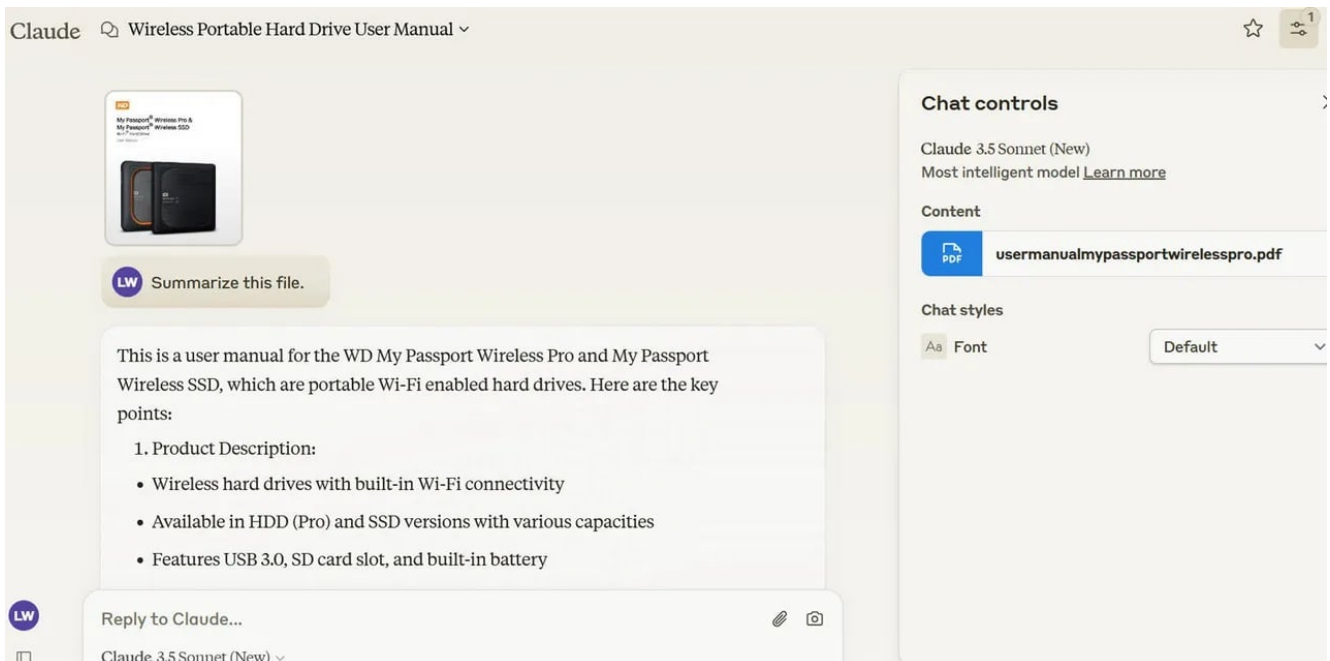 Claude
Wireless Portable Hard Drive User Manual
1
WD
My Passport® Wireless Pro &
My Passport® Wireless SSD
User Manual
LW Summarize this file.
This is a user manual for the WD My Passport Wireless Pro and My Passport
Wireless SSD, which are portable Wi-Fi enabled hard drives. Here are the key
points:
1. Product Description:
• Wireless hard drives with built-in Wi-Fi connectivity
• Available in HDD (Pro) and SSD versions with various capacities
• Features USB 3.0, SD card slot, and built-in battery
LW
Reply to Claude...
Claude 3.5 Sonnet (New)
Chat controls
Claude 3.5 Sonnet (New)
Most intelligent model Learn more
Content
PDF usermanualmypassportwirelesspro.pdf
Chat styles
Aa Font Default